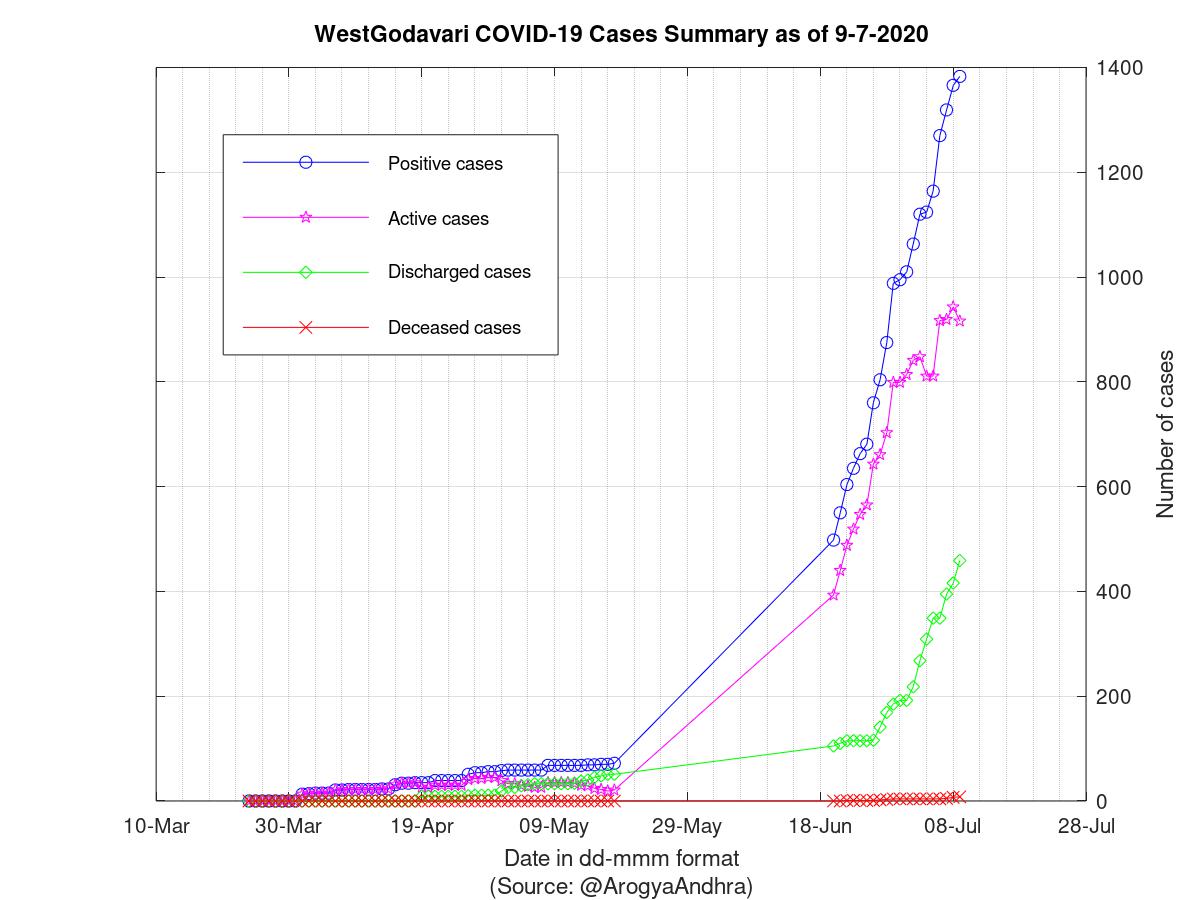 WestGodavari COVID-19 Cases Summary as of 9-7-2020
Positive cases
Active cases
Discharged cases
Deceased cases
1400
1200
1000
800
600
400
200
0
Number of cases
10-Mar 30-Mar 19-Apr 09-May 29-May 18-Jun 08-Jul 28-Jul
Date in dd-mmm format
(Source: @ArogyaAndhra)